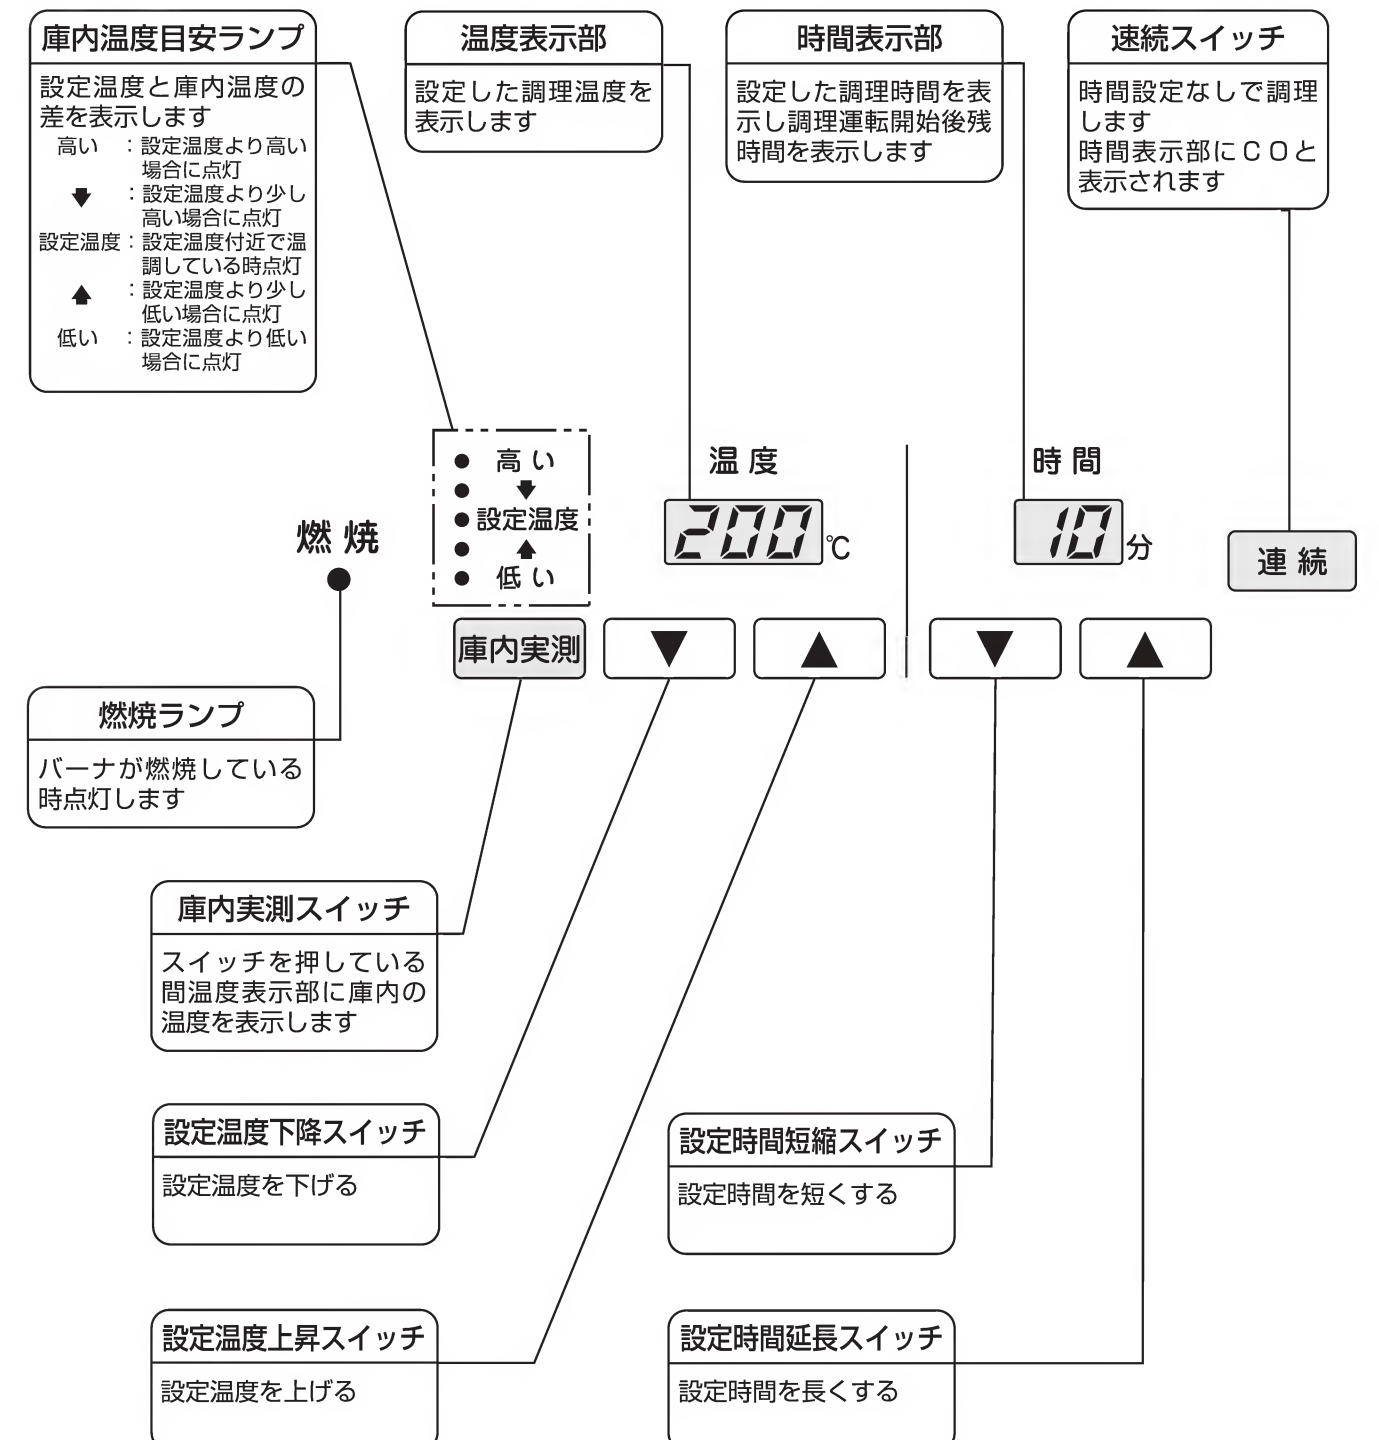 庫内温度目安ランプ
設定温度と庫内温度の
差を表示します
高い ：設定温度より高い
場合に点灯
：設定温度より少し
高い場合に点灯
設定温度：設定温度付近で温
調している時点灯
：設定温度より少し
低い場合に点灯
低い ：設定温度より低い
場合に点灯
温度表示部
設定した調理温度を
表示します
時間表示部
設定した調理時間を表
示し調理運転開始後残
時間を表示します
速続スイッチ
時間設定なしで調理
します
時間表示部にＣＯと
表示されます
燃焼
高い
設定温度
低い
温度
200℃
時間
10分
連続
庫内実測
▼
▲
▼
▲
燃焼ランプ
バーナが燃焼している
時点灯します
庫内実測スイッチ
スイッチを押している
間温度表示部に庫内の
温度を表示します
設定温度下降スイッチ
設定温度を下げる
設定時間短縮スイッチ
設定時間を短くする
設定温度上昇スイッチ
設定温度を上げる
設定時間延長スイッチ
設定時間を長くする